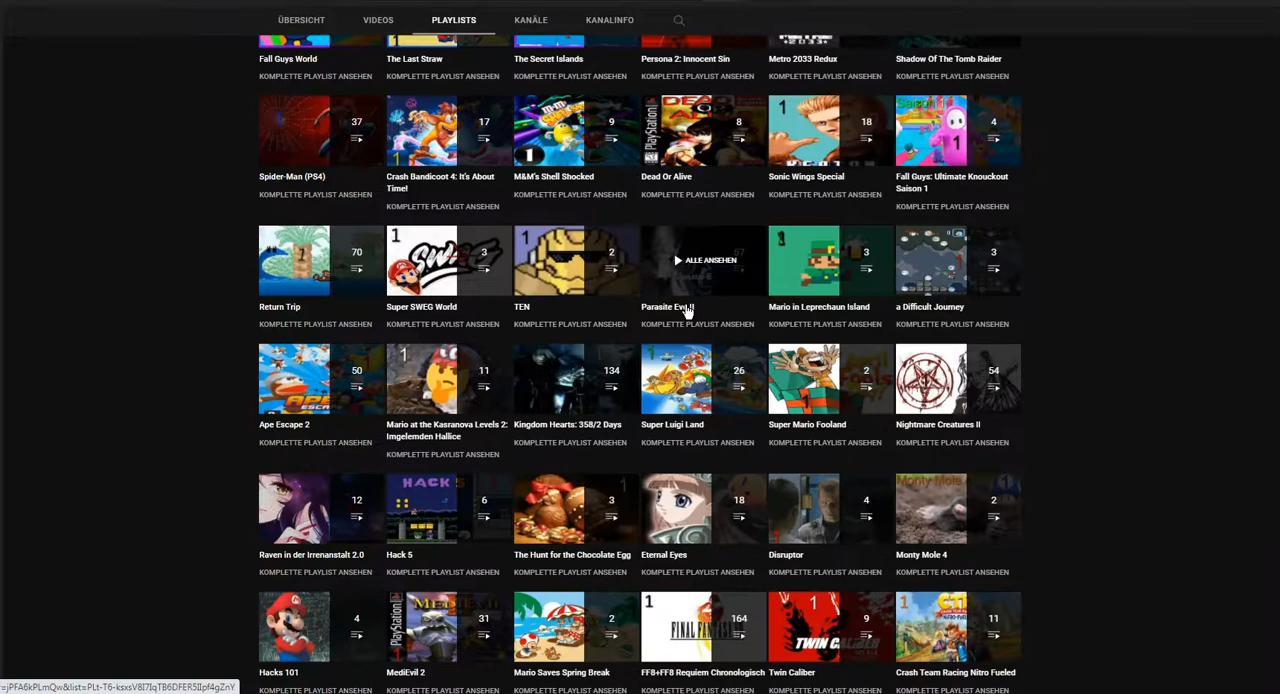 ÜBERSICHT VIDEOS PLAYLISTS KANÄLE KANALINFO
Fall Guys World The Last Straw The Secret Islands Persona 2: Innocent Sin Metro 2033 Redux Shadow Of The Tomb Raider
KOMPLETTE PLAYLIST ANSEHEN KOMPLETTE PLAYLIST ANSEHEN KOMPLETTE PLAYLIST ANSEHEN KOMPLETTE PLAYLIST ANSEHEN KOMPLETTE PLAYLIST ANSEHEN KOMPLETTE PLAYLIST ANSEHEN
37 17 9 8 18 4
Spider-Man (PS4) Crash Bandicoot 4: It's About Time! M&M's Shell Shocked Dead Or Alive Sonic Wings Special Fall Guys: Ultimate Knouckout Saison 1
KOMPLETTE PLAYLIST ANSEHEN KOMPLETTE PLAYLIST ANSEHEN KOMPLETTE PLAYLIST ANSEHEN KOMPLETTE PLAYLIST ANSEHEN KOMPLETTE PLAYLIST ANSEHEN KOMPLETTE PLAYLIST ANSEHEN
70 3 2 ALLE ANSEHEN 57 3 3
Return Trip Super SWEG World TEN Parasite Eve II Mario in Leprechaun Island a Difficult Journey
KOMPLETTE PLAYLIST ANSEHEN KOMPLETTE PLAYLIST ANSEHEN KOMPLETTE PLAYLIST ANSEHEN KOMPLETTE PLAYLIST ANSEHEN KOMPLETTE PLAYLIST ANSEHEN KOMPLETTE PLAYLIST ANSEHEN
50 11 134 26 2 54
Ape Escape 2 Mario at the Kasranova Levels 2: Imgelemden Hallice Kingdom Hearts: 358/2 Days Super Luigi Land Super Mario Fooland Nightmare Creatures II
KOMPLETTE PLAYLIST ANSEHEN KOMPLETTE PLAYLIST ANSEHEN KOMPLETTE PLAYLIST ANSEHEN KOMPLETTE PLAYLIST ANSEHEN KOMPLETTE PLAYLIST ANSEHEN KOMPLETTE PLAYLIST ANSEHEN
12 6 3 18 4 2
Raven in der Irrenanstalt 2.0 Hack 5 The Hunt for the Chocolate Egg Eternal Eyes Disruptor Monty Mole 4
KOMPLETTE PLAYLIST ANSEHEN KOMPLETTE PLAYLIST ANSEHEN KOMPLETTE PLAYLIST ANSEHEN KOMPLETTE PLAYLIST ANSEHEN KOMPLETTE PLAYLIST ANSEHEN KOMPLETTE PLAYLIST ANSEHEN
4 31 2 164 9 11
Hacks 101 MediEvil 2 Mario Saves Spring Break FF8+FF8 Requiem Chronologisch Twin Caliber Crash Team Racing Nitro Fueled
KOMPLETTE PLAYLIST ANSEHEN KOMPLETTE PLAYLIST ANSEHEN KOMPLETTE PLAYLIST ANSEHEN KOMPLETTE PLAYLIST ANSEHEN KOMPLETTE PLAYLIST ANSEHEN